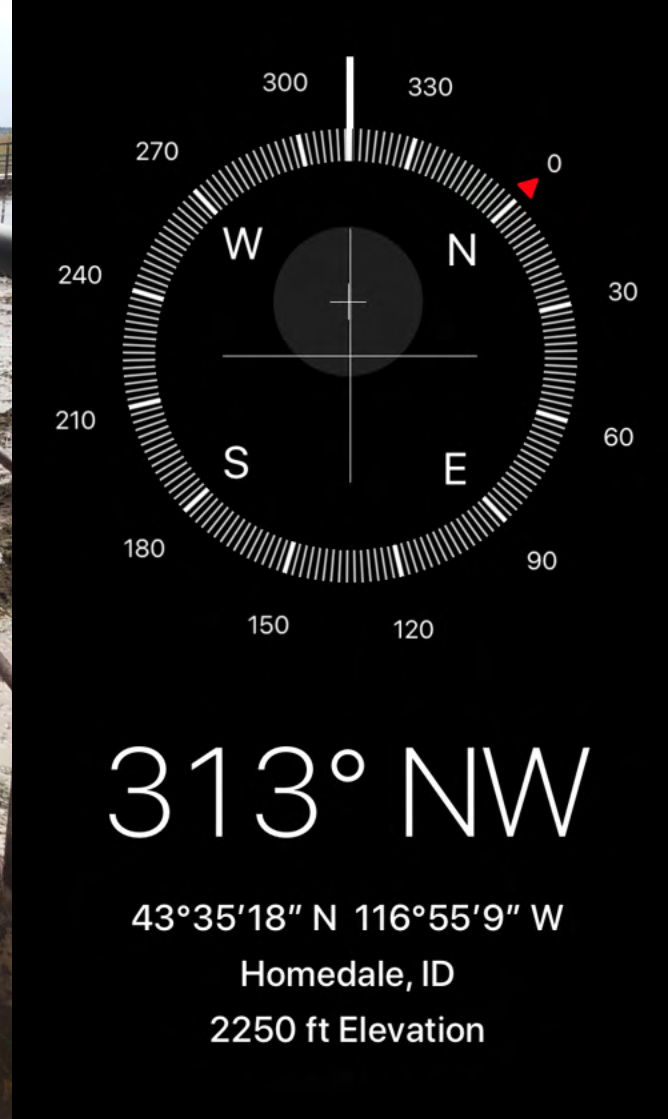 300 330
270 0
W N
240 30
210 60
S E
180 90
150 120
313° NW
43°35′18″ N 116°55′9″ W
Homedale, ID
2250 ft Elevation